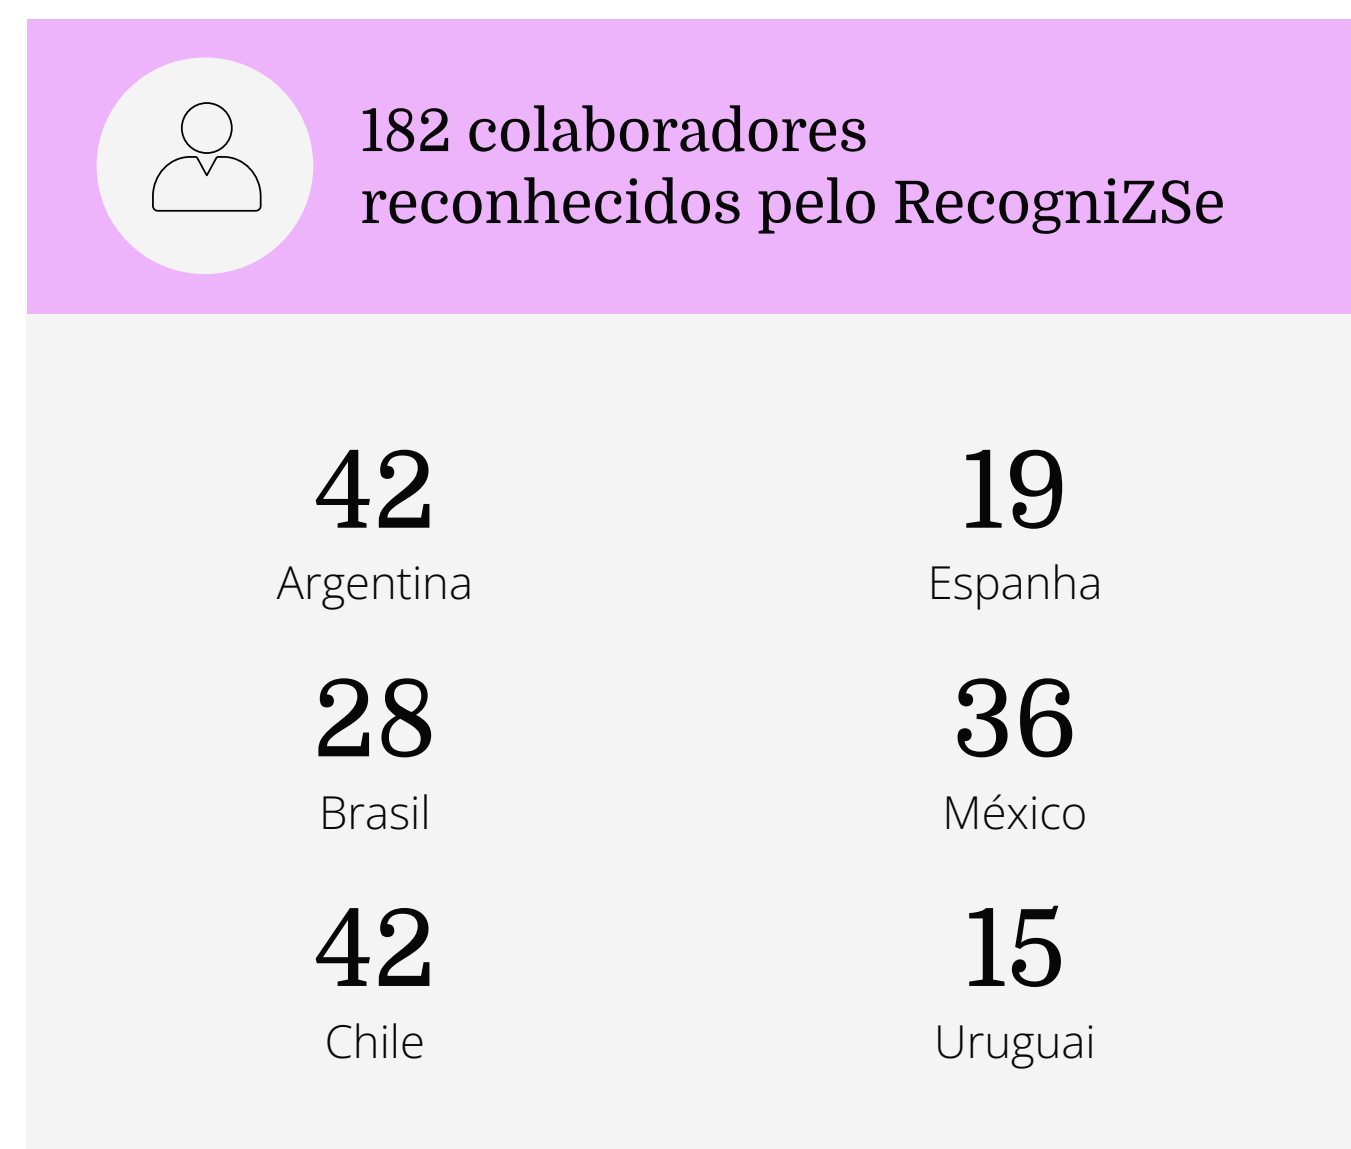 182 colaboradores
reconhecidos pelo RecogniZSe
42
Argentina
19
Espanha
28
Brasil
36
México
42
Chile
15
Uruguai